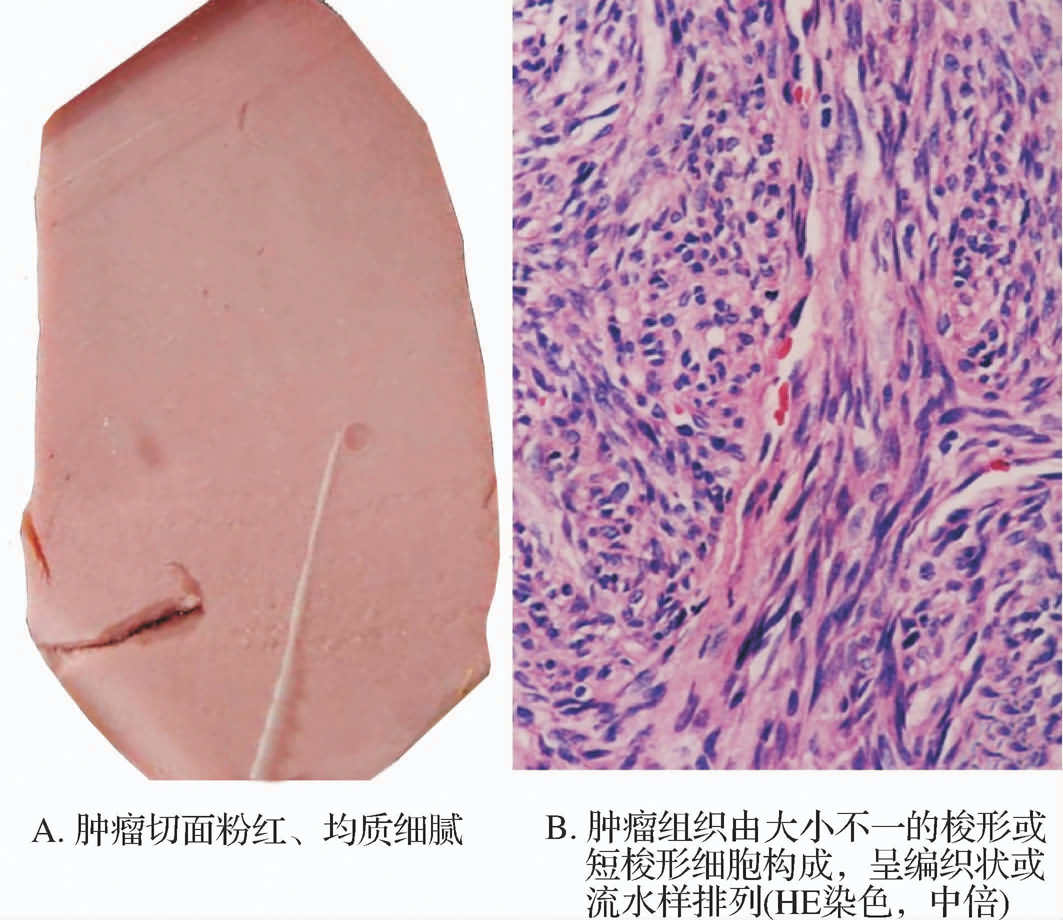 A. 肿瘤切面粉红、均质细腻
B. 肿瘤组织由大小不一的梭形或
短梭形细胞构成，呈编织状或
流水样排列(HE染色，中倍)